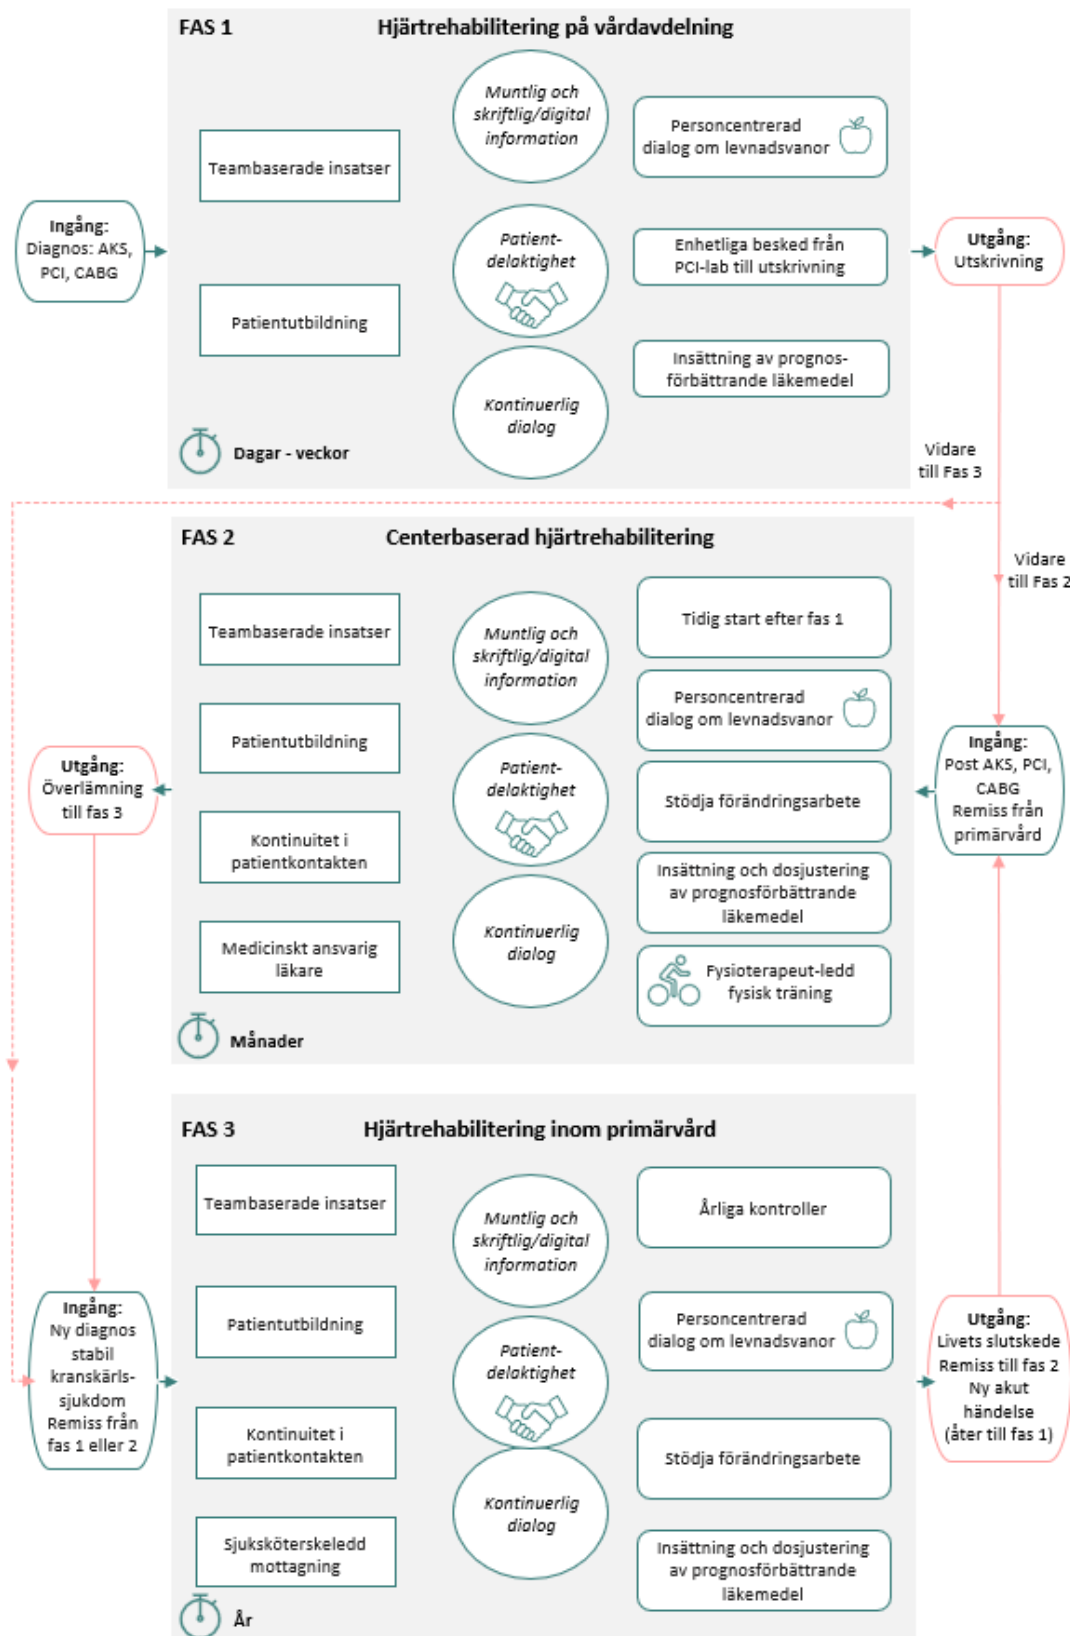 FAS 1
Hjärtrehabilitering på vårdavdelning
Ingång:
Diagnos: AKS,
PCI, CABG
Teambaserade insatser
Patientutbildning
Muntlig och
skriftlig/digital
information
Patient-
delaktighet
Kontinuerlig
dialog
Personcentrerad
dialog om levnadsvanor
Enhetliga besked från
PCI-lab till utskrivning
Insättning av prognos-
förbättrande läkemedel
Dagar - veckor
Utgång:
Utskrivning
Vidare
till Fas 3
Vidare
till Fas 2
FAS 2
Centerbaserad hjärtrehabilitering
Teambaserade insatser
Patientutbildning
Kontinuitet i
patientkontakten
Medicinskt ansvarig
läkare
Muntlig och
skriftlig/digital
information
Patient-
delaktighet
Kontinuerlig
dialog
Tidig start efter fas 1
Personcentrerad
dialog om levnadsvanor
Stödja förändringsarbete
Insättning och dosjustering
av prognosförbättrande
läkemedel
Fysioterapeut-ledd
fysisk träning
Månader
Ingång:
Post AKS, PCI,
CABG
Remiss från
primärvård
Utgång:
Överlämning
till fas 3
FAS 3
Hjärtrehabilitering inom primärvård
Ingång:
Ny diagnos
stabil
kranskärls-
sjukdom
Remiss från
fas 1 eller 2
Teambaserade insatser
Patientutbildning
Kontinuitet i
patientkontakten
Sjuksköterskeledd
mottagning
Muntlig och
skriftlig/digital
information
Patient-
delaktighet
Kontinuerlig
dialog
Årliga kontroller
Personcentrerad
dialog om levnadsvanor
Stödja förändringsarbete
Insättning och dosjustering
av prognosförbättrande
läkemedel
År
Utgång:
Livets slutskede
Remiss till fas 2
Ny akut
händelse
(åter till fas 1)